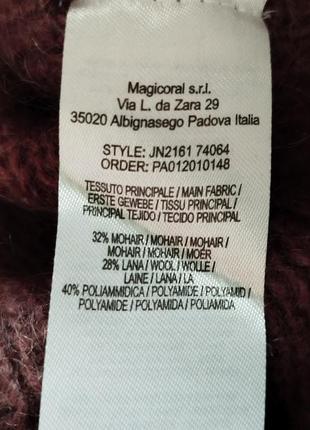 Magicoral s.r.l.
Via L. da Zara 29
35020 Albignasego Padova Italia
STYLE: JN2161 74064
ORDER: PA012010148
TESSUTO PRINCIPALE / MAIN FABRIC /
ERSTE GEWEBE / TISSU PRINCIPAL /
PRINCIPAL TEJIDO / TECIDO PRINCIPAL
32% MOHAIR / MOHAIR / MOHAIR /
MOHAIR / MOHAIR / MOÉR
28% LANA / WOOL / WOLLE /
LAINE / LANA / LÃ
40% POLIAMMIDICA / POLYAMIDE / POLYAMID /
POLYAMIDE / POLYAMIDA / POLIAMIDA